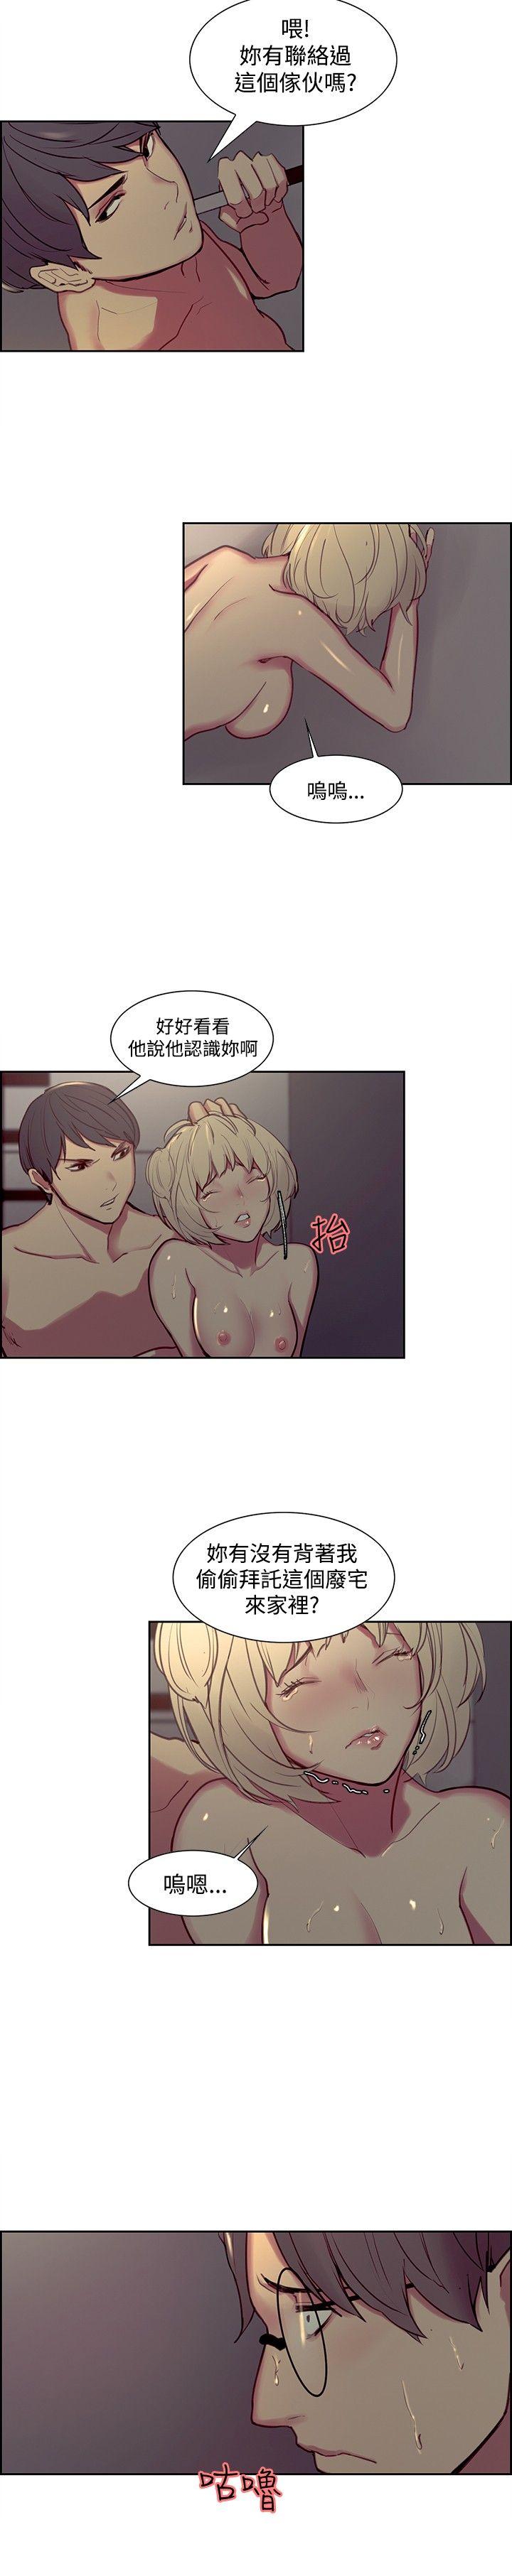 喂!
妳有聯絡過
這個傢伙嗎?
嗚嗚...
好好看看
他說他認識妳啊
抬
妳有沒有背著我
偷偷拜託這個廢宅
來家裡?
嗚嗯...
咕嚕